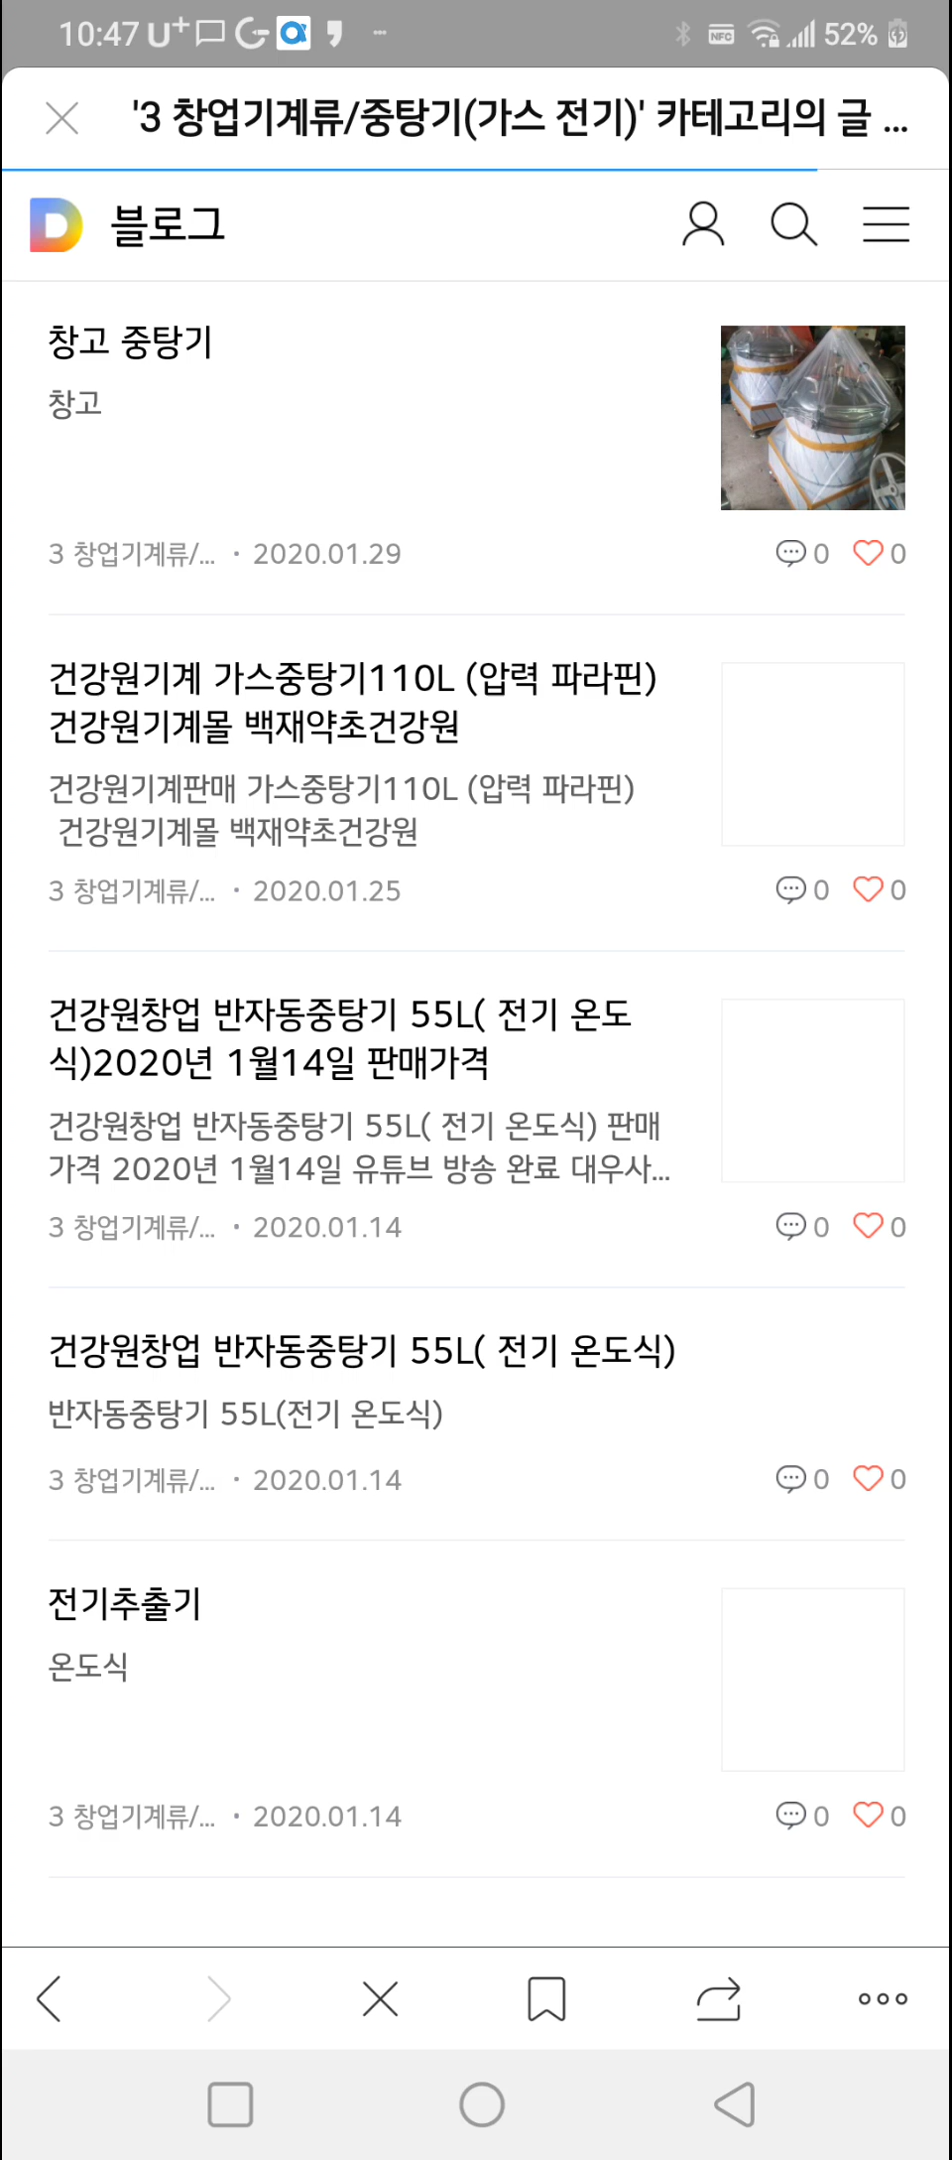 10:47 U+ 52%
'3 창업기계류/중탕기(가스 전기)' 카테고리의 글 ...
블로그
창고 중탕기
창고
3 창업기계류/... · 2020.01.29 0 0
건강원기계 가스중탕기110L (압력 파라핀)
건강원기계몰 백재약초건강원
건강원기계판매 가스중탕기110L (압력 파라핀)
건강원기계몰 백재약초건강원
3 창업기계류/... · 2020.01.25 0 0
건강원창업 반자동중탕기 55L( 전기 온도
식)2020년 1월14일 판매가격
건강원창업 반자동중탕기 55L( 전기 온도식) 판매
가격 2020년 1월14일 유튜브 방송 완료 대우사...
3 창업기계류/... · 2020.01.14 0 0
건강원창업 반자동중탕기 55L( 전기 온도식)
반자동중탕기 55L(전기 온도식)
3 창업기계류/... · 2020.01.14 0 0
전기추출기
온도식
3 창업기계류/... · 2020.01.14 0 0